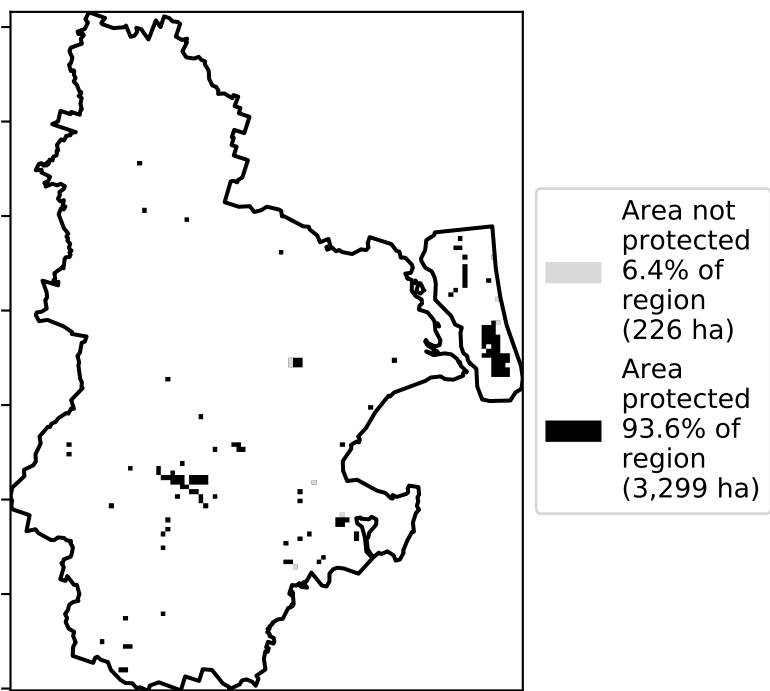 Area not
protected
6.4% of
region
(226 ha)
Area
protected
93.6% of
region
(3,299 ha)